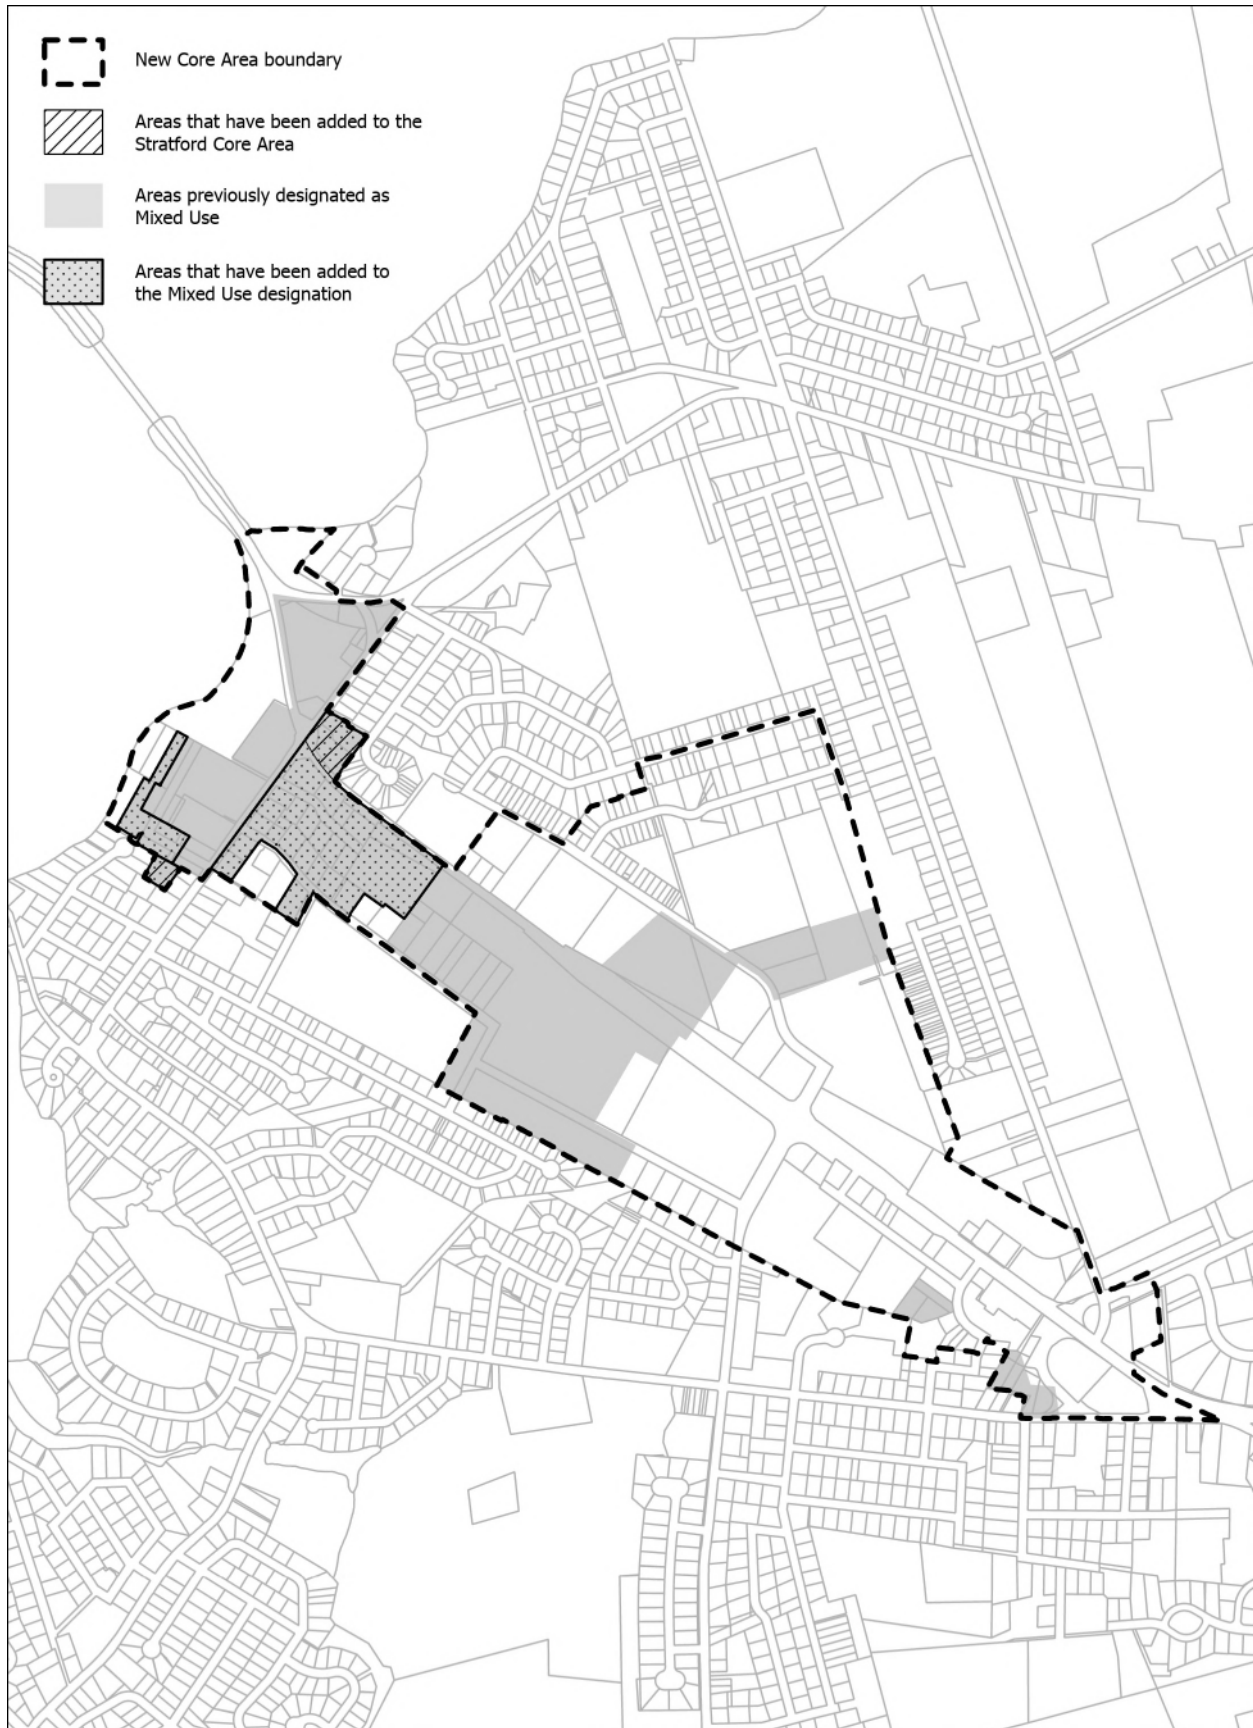 New Core Area boundary
Areas that have been added to the
Stratford Core Area
Areas previously designated as
Mixed Use
Areas that have been added to
the Mixed Use designation